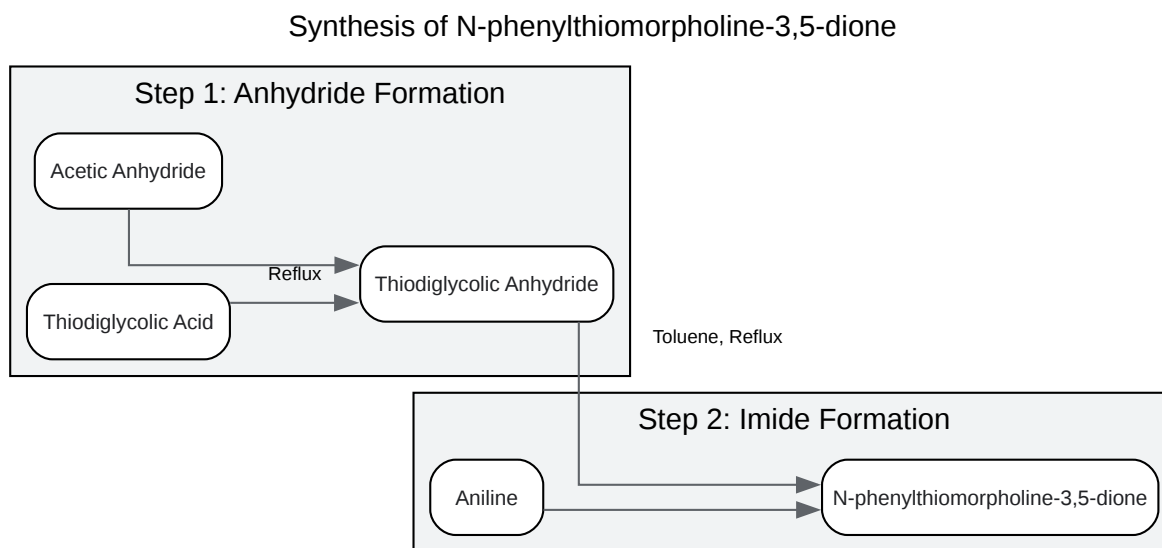 Synthesis of N-phenylthiomorpholine-3,5-dione
Step 1: Anhydride Formation
Acetic Anhydride
Reflux
Thiodiglycolic Anhydride
Thiodiglycolic Acid
Toluene, Reflux
Step 2: Imide Formation
Aniline
N-phenylthiomorpholine-3,5-dione